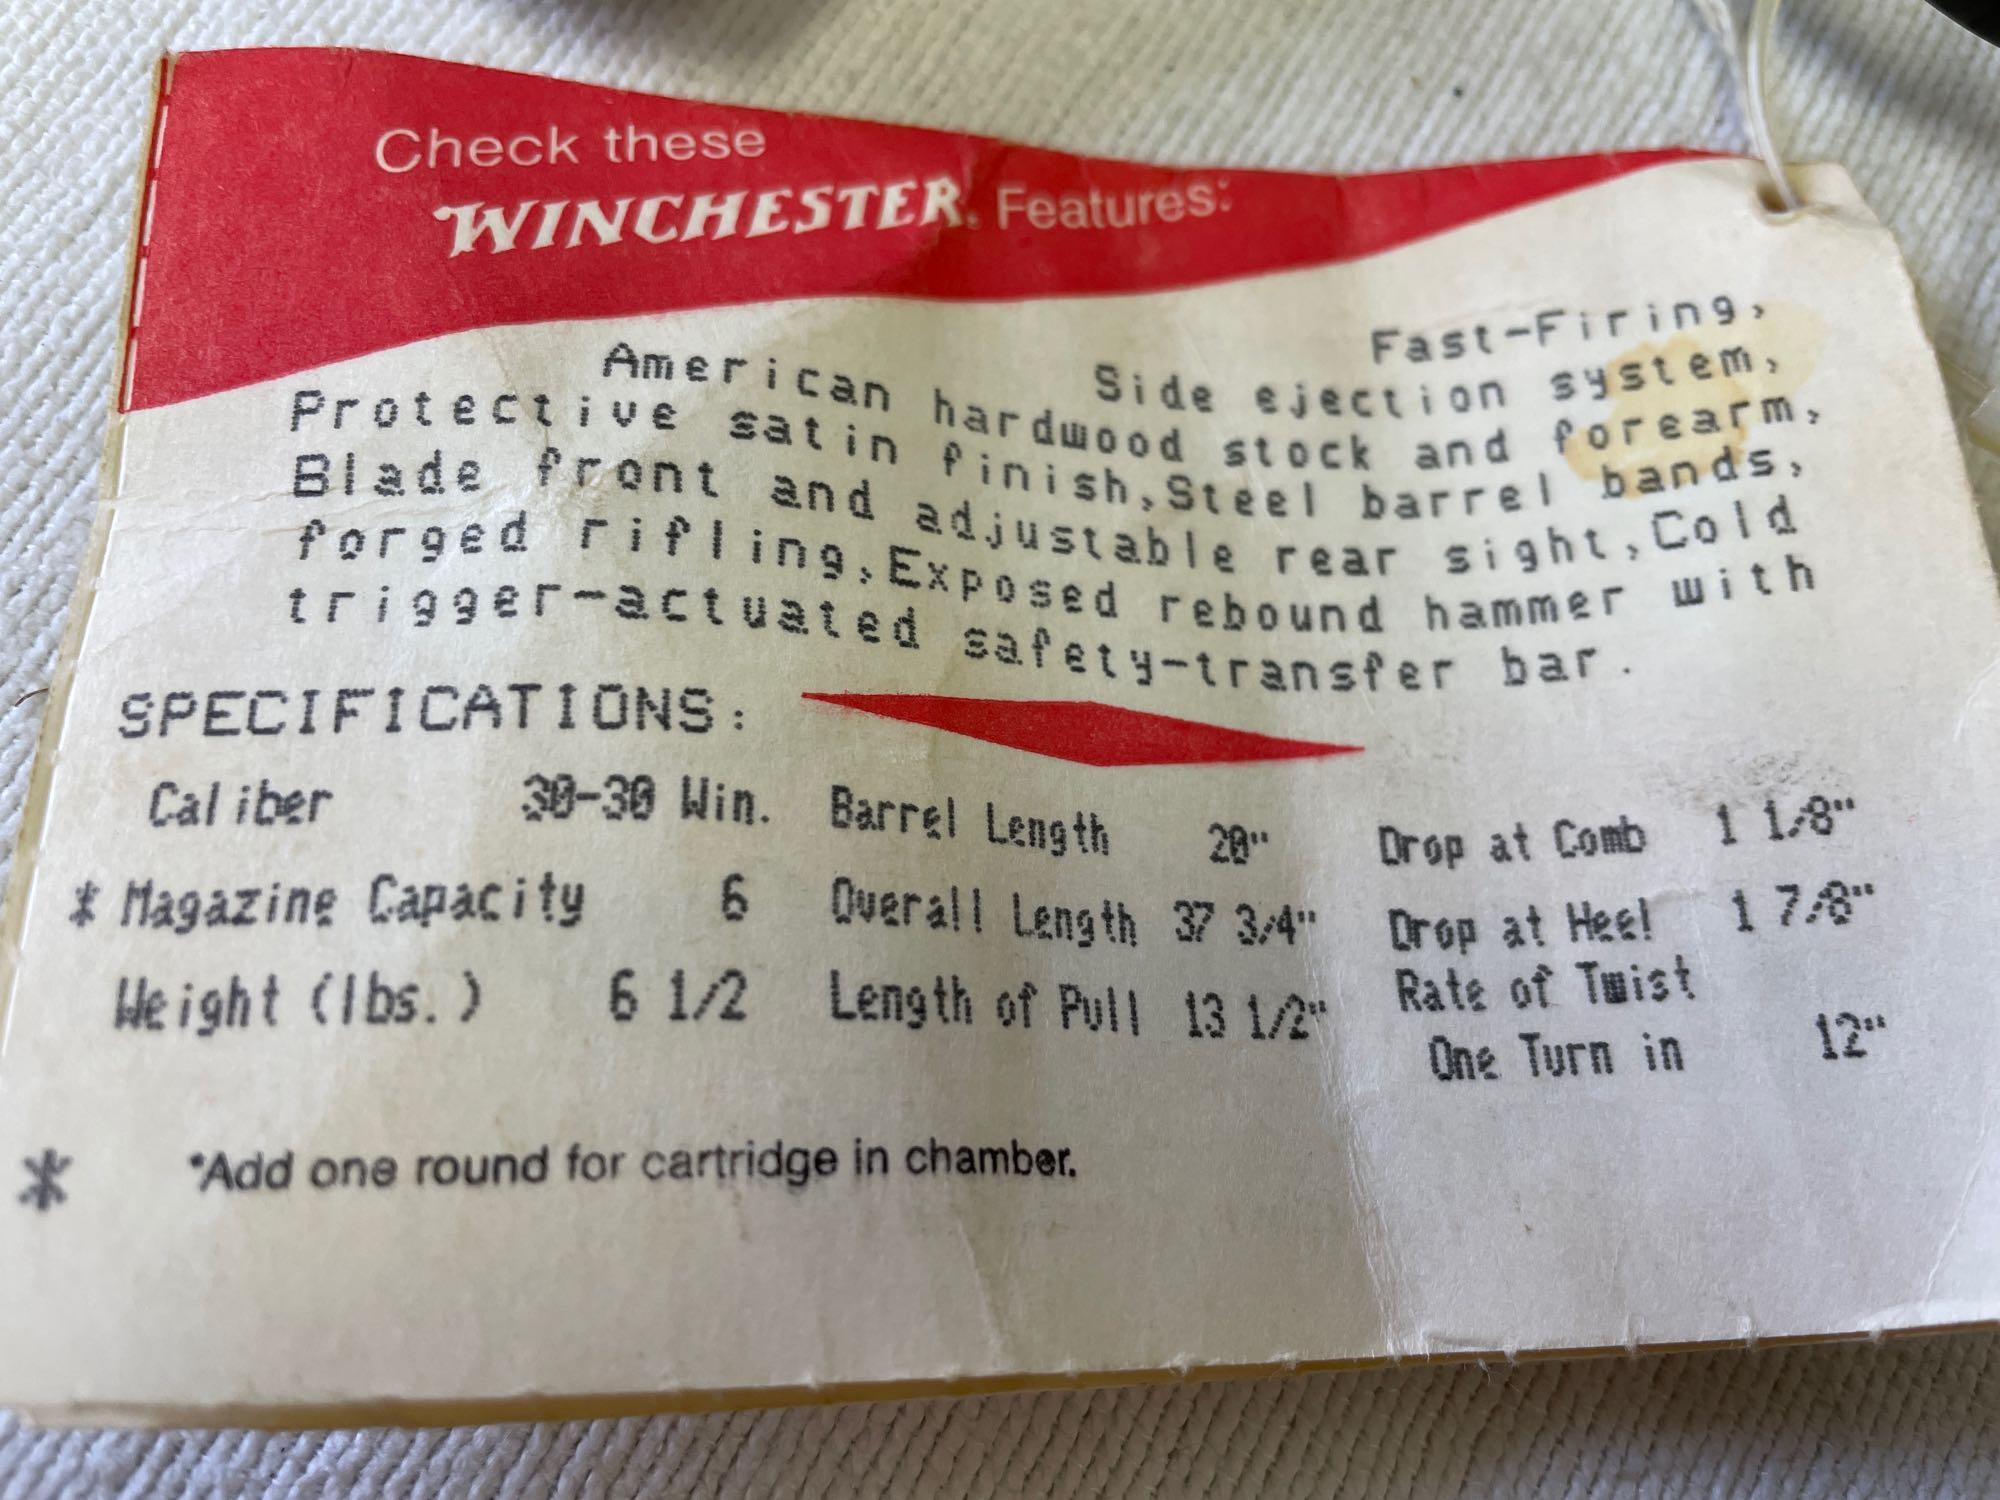 Check these
WINCHESTER. Features:
Fast-Firing,
Side ejection system,
American hardwood stock and forearm,
Protective satin finish,Steel barrel bands,
Blade front and adjustable rear sight,Cold
forged rifling,Exposed rebound hammer with
trigger-actuated safety-transfer bar.
SPECIFICATIONS:
Caliber 30-30 Win. Barrel Length 20" Drop at Comb 1 1/8"
* Magazine Capacity 6 Overall Length 37 3/4" Drop at Heel 1 7/8"
Weight (lbs.) 6 1/2 Length of Pull 13 1/2" Rate of Twist
One Turn in 12"
* *Add one round for cartridge in chamber.